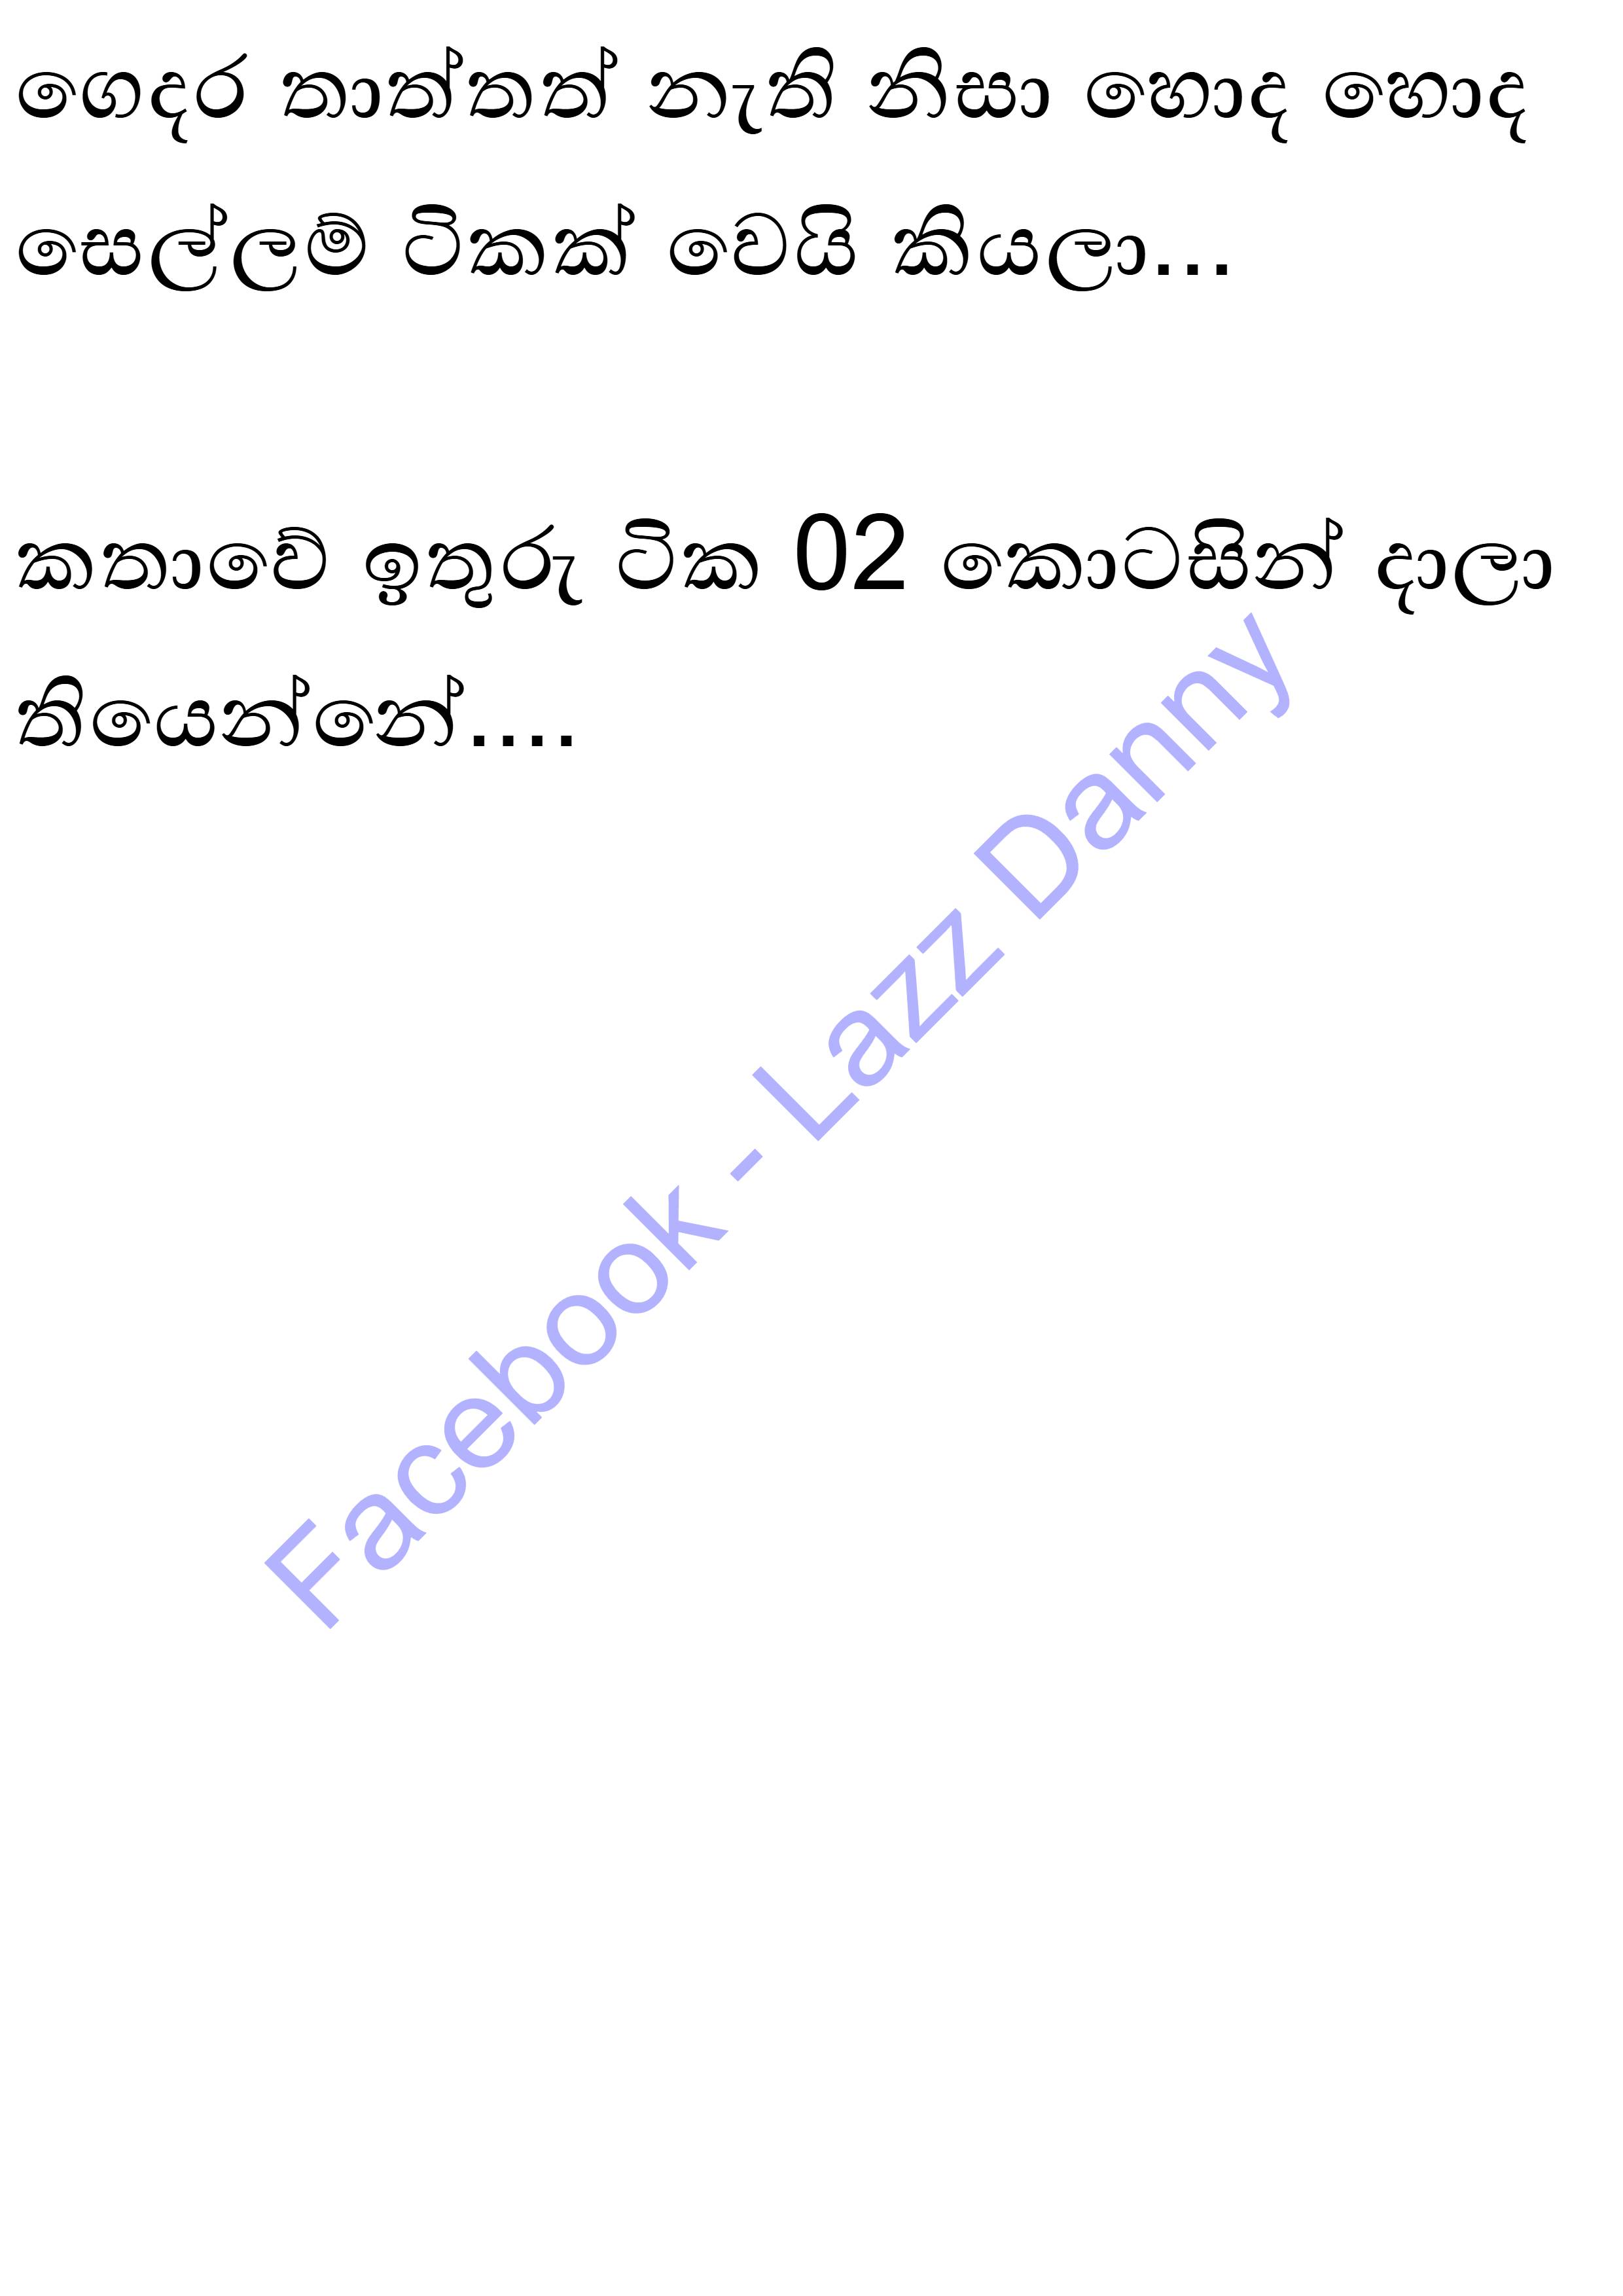 ගෙදර තාත්තත් නැති නිසා හොද හොද
සෙල්ලම් ටිකක් වෙයි කියලා...
කතාවේ ඉතුරු ටික 02 කොටසින් දාලා
තියෙන්නේ....
Facebook - Lazz Danny